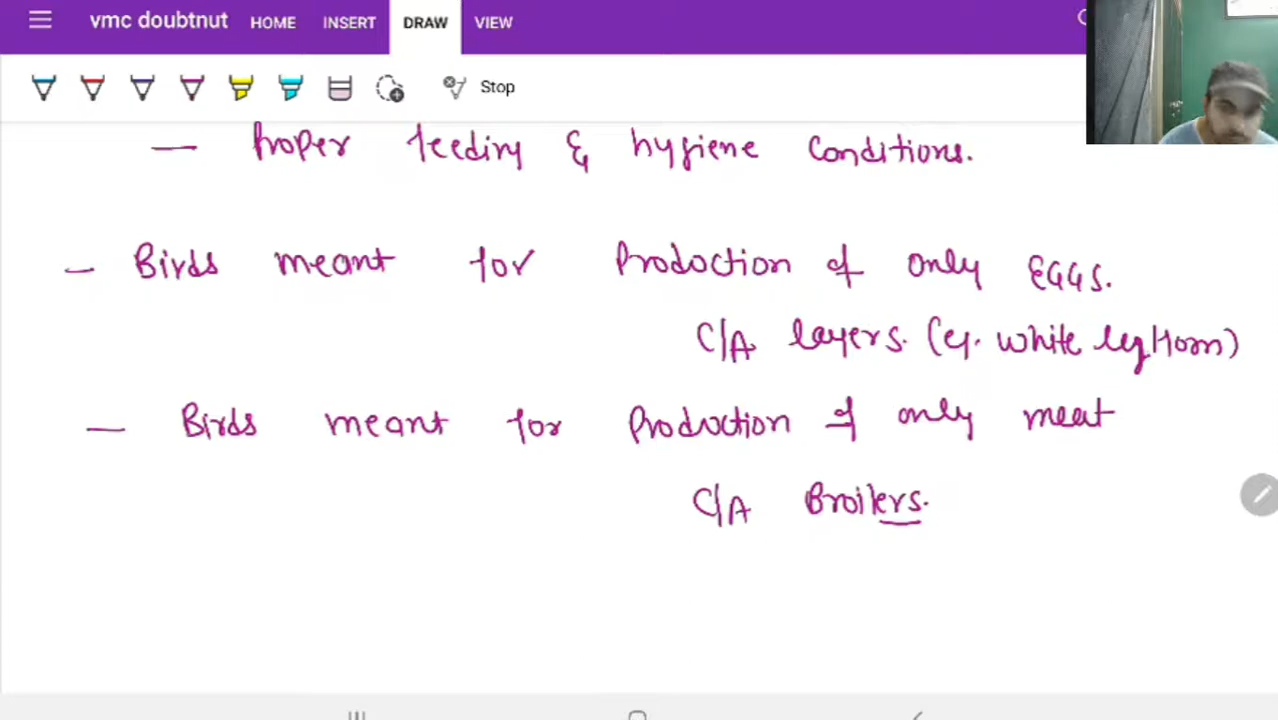 vmc doubtnut HOME INSERT DRAW VIEW
Stop
— Proper feeding & hygiene conditions.
— Birds meant for Production of only EGGS.
C/A layers. (eg. white legHorn)
— Birds meant for Production of only meat
C/A Broilers.